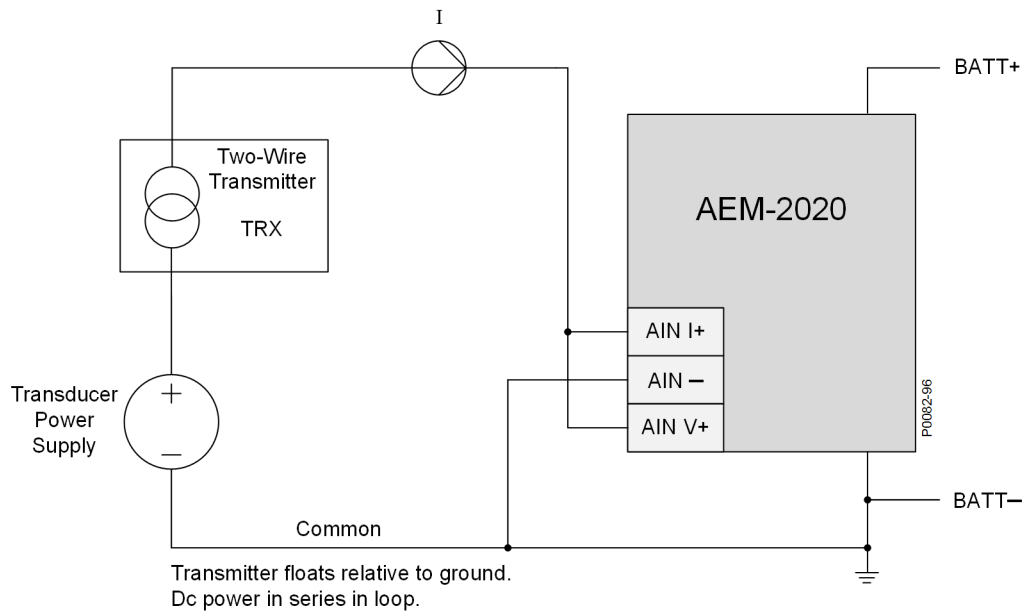 I
BATT+
Two-Wire
Transmitter
TRX
AEM-2020
AIN I+
AIN –
AIN V+
Transducer
Power
Supply
+
–
P0082-96
BATT–
Common
Transmitter floats relative to ground.
Dc power in series in loop.